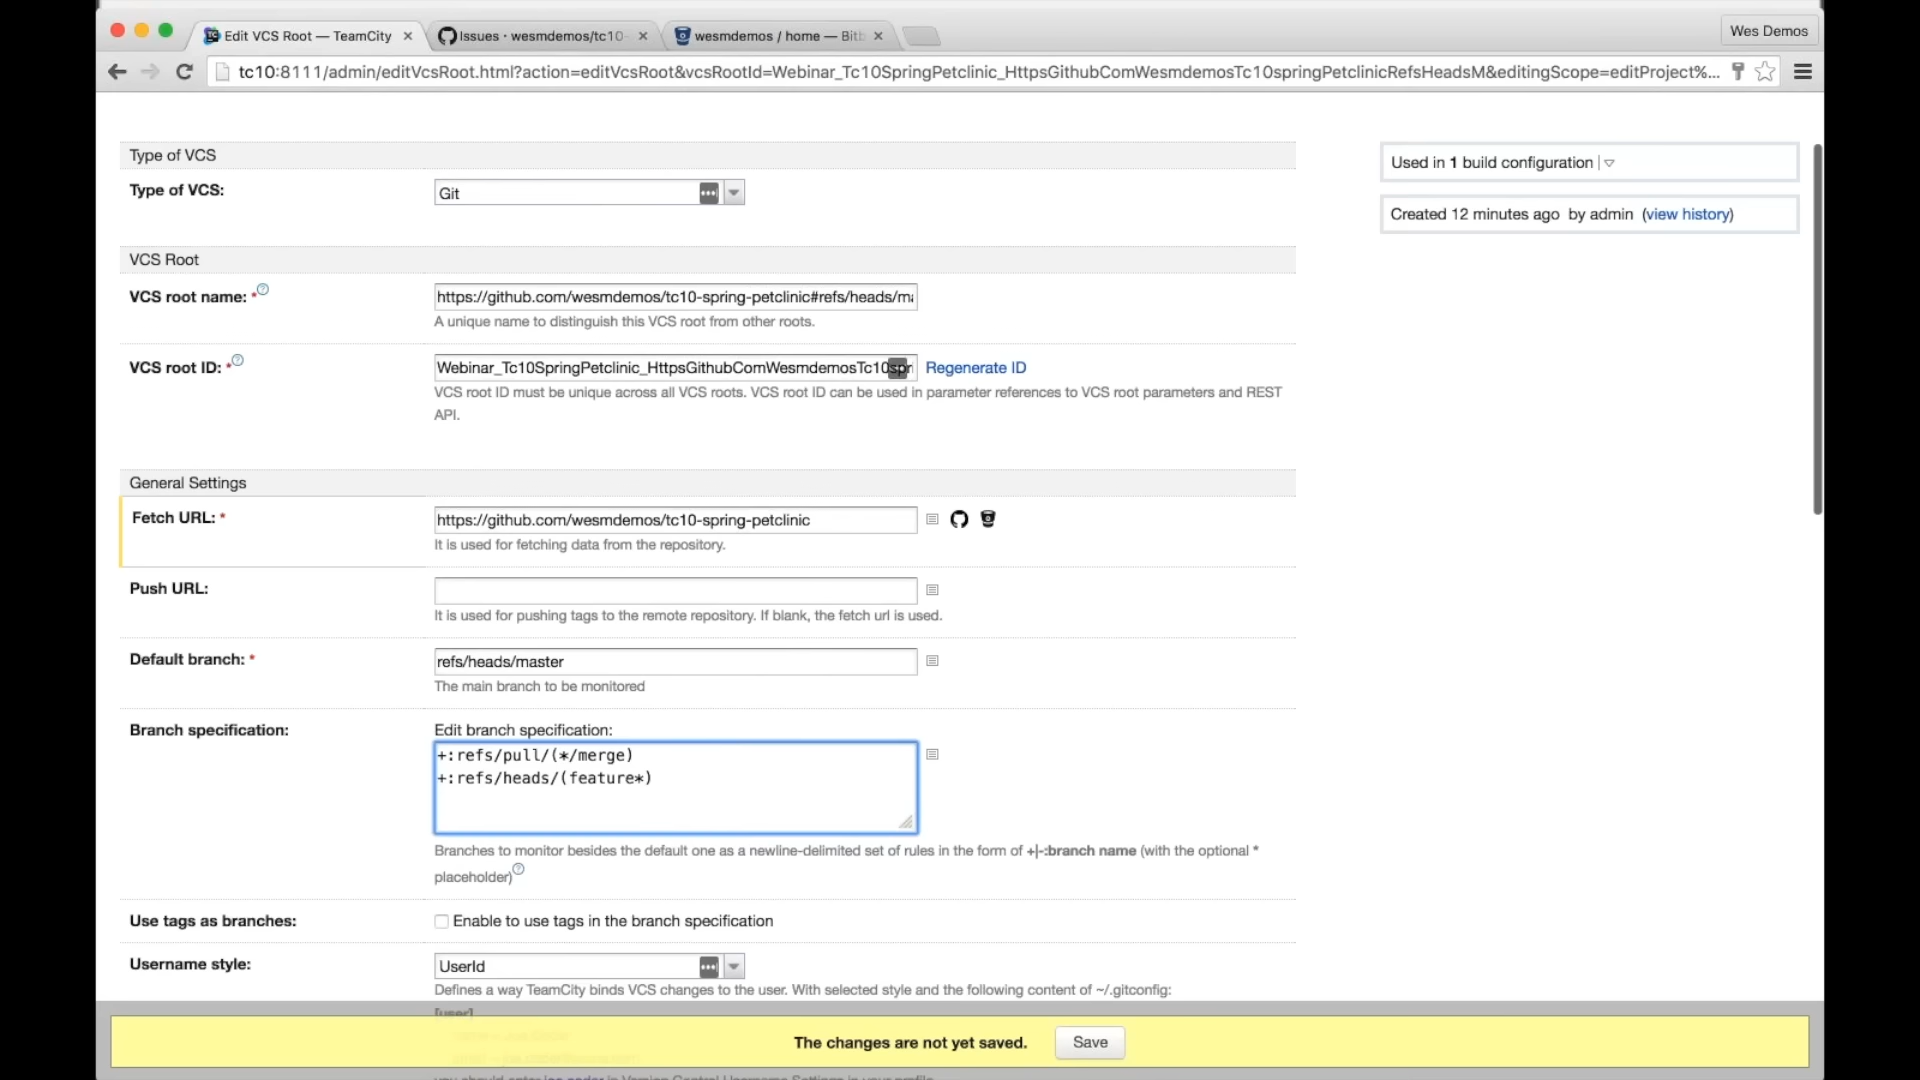 Edit VCS Root — TeamCity
Issues · wesmdemos/tc10-
wesmdemos / home — Bitb
Wes Demos
tc10:8111/admin/editVcsRoot.html?action=editVcsRoot&vcsRootId=Webinar_Tc10SpringPetclinic_HttpsGithubComWesmdemosTc10springPetclinicRefsHeadsM&editingScope=editProject%...
Type of VCS
Type of VCS:
Git
Used in 1 build configuration
Created 12 minutes ago by admin (view history)
VCS Root
VCS root name: *
https://github.com/wesmdemos/tc10-spring-petclinic#refs/heads/ma
A unique name to distinguish this VCS root from other roots.
VCS root ID: *
Webinar_Tc10SpringPetclinic_HttpsGithubComWesmdemosTc10spr
Regenerate ID
VCS root ID must be unique across all VCS roots. VCS root ID can be used in parameter references to VCS root parameters and REST
API.
General Settings
Fetch URL: *
https://github.com/wesmdemos/tc10-spring-petclinic
It is used for fetching data from the repository.
Push URL:
It is used for pushing tags to the remote repository. If blank, the fetch url is used.
Default branch: *
refs/heads/master
The main branch to be monitored
Branch specification:
Edit branch specification:
+:refs/pull/(*/merge)
+:refs/heads/(feature*)
Branches to monitor besides the default one as a newline-delimited set of rules in the form of +|-:branch name (with the optional *
placeholder)
Use tags as branches:
Enable to use tags in the branch specification
Username style:
UserId
Defines a way TeamCity binds VCS changes to the user. With selected style and the following content of ~/.gitconfig:
[user]
The changes are not yet saved.
Save